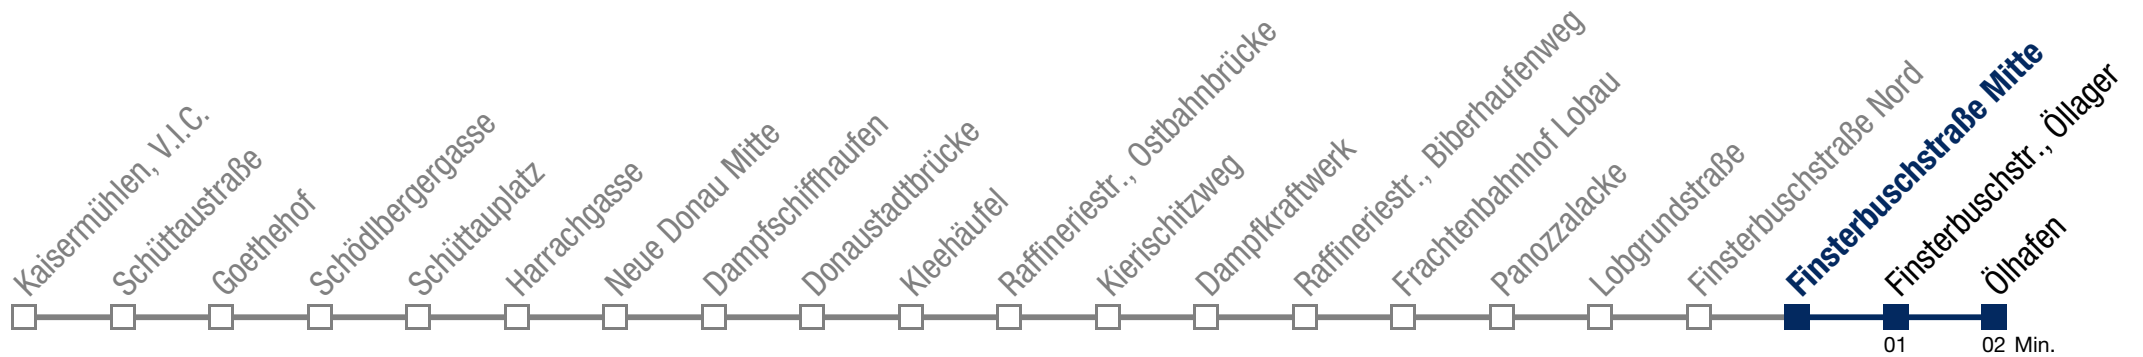 Kaisermühlen, V.I.C.
Schüttaustraße
Goethehof
Schödlbergergasse
Schüttauplatz
Harrachgasse
Neue Donau Mitte
Dampfschiffhaufen
Donaustadtbrücke
Kleehäufel
Raffineriestr., Ostbahnbrücke
Kierischitzweg
Dampfkraftwerk
Raffineriestr., Biberhaufenweg
Frachtenbahnhof Lobau
Panozzalacke
Lobgrundstraße
Finsterbuschstraße Nord
Finsterbuschstraße Mitte
Finsterbuschstr., Öllager
Ölhafen
01 02 Min.